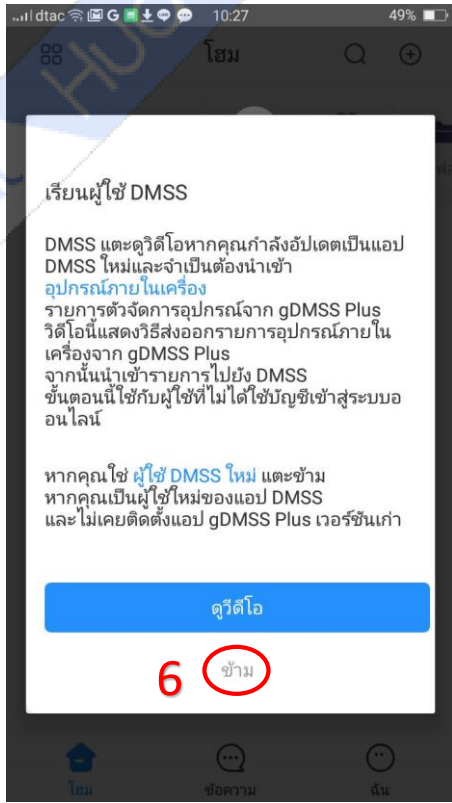 dtac G 10:27 49%
โฮม
เรียนผู้ใช้ DMSS
DMSS แตะดูวิดีโอหากคุณกำลังอัปเดตเป็นแอป
DMSS ใหม่และจำเป็นต้องนำเข้า
อุปกรณ์ภายในเครื่อง
รายการตัวจัดการอุปกรณ์จาก gDMSS Plus
วิดีโอนี้แสดงวิธีส่งออกรายการอุปกรณ์ภายใน
เครื่องจาก gDMSS Plus
จากนั้นนำเข้ารายการไปยัง DMSS
ขั้นตอนนี้ใช้กับผู้ใช้ที่ไม่ได้ใช้บัญชีเข้าสู่ระบบอ
อนไลน์
หากคุณใช่ ผู้ใช้ DMSS ใหม่ แตะข้าม
หากคุณเป็นผู้ใช้ใหม่ของแอป DMSS
และไม่เคยติดตั้งแอป gDMSS Plus เวอร์ชันเก่า
ดูวีดีโอ
6 ข้าม
โฮม ข้อความ ฉัน